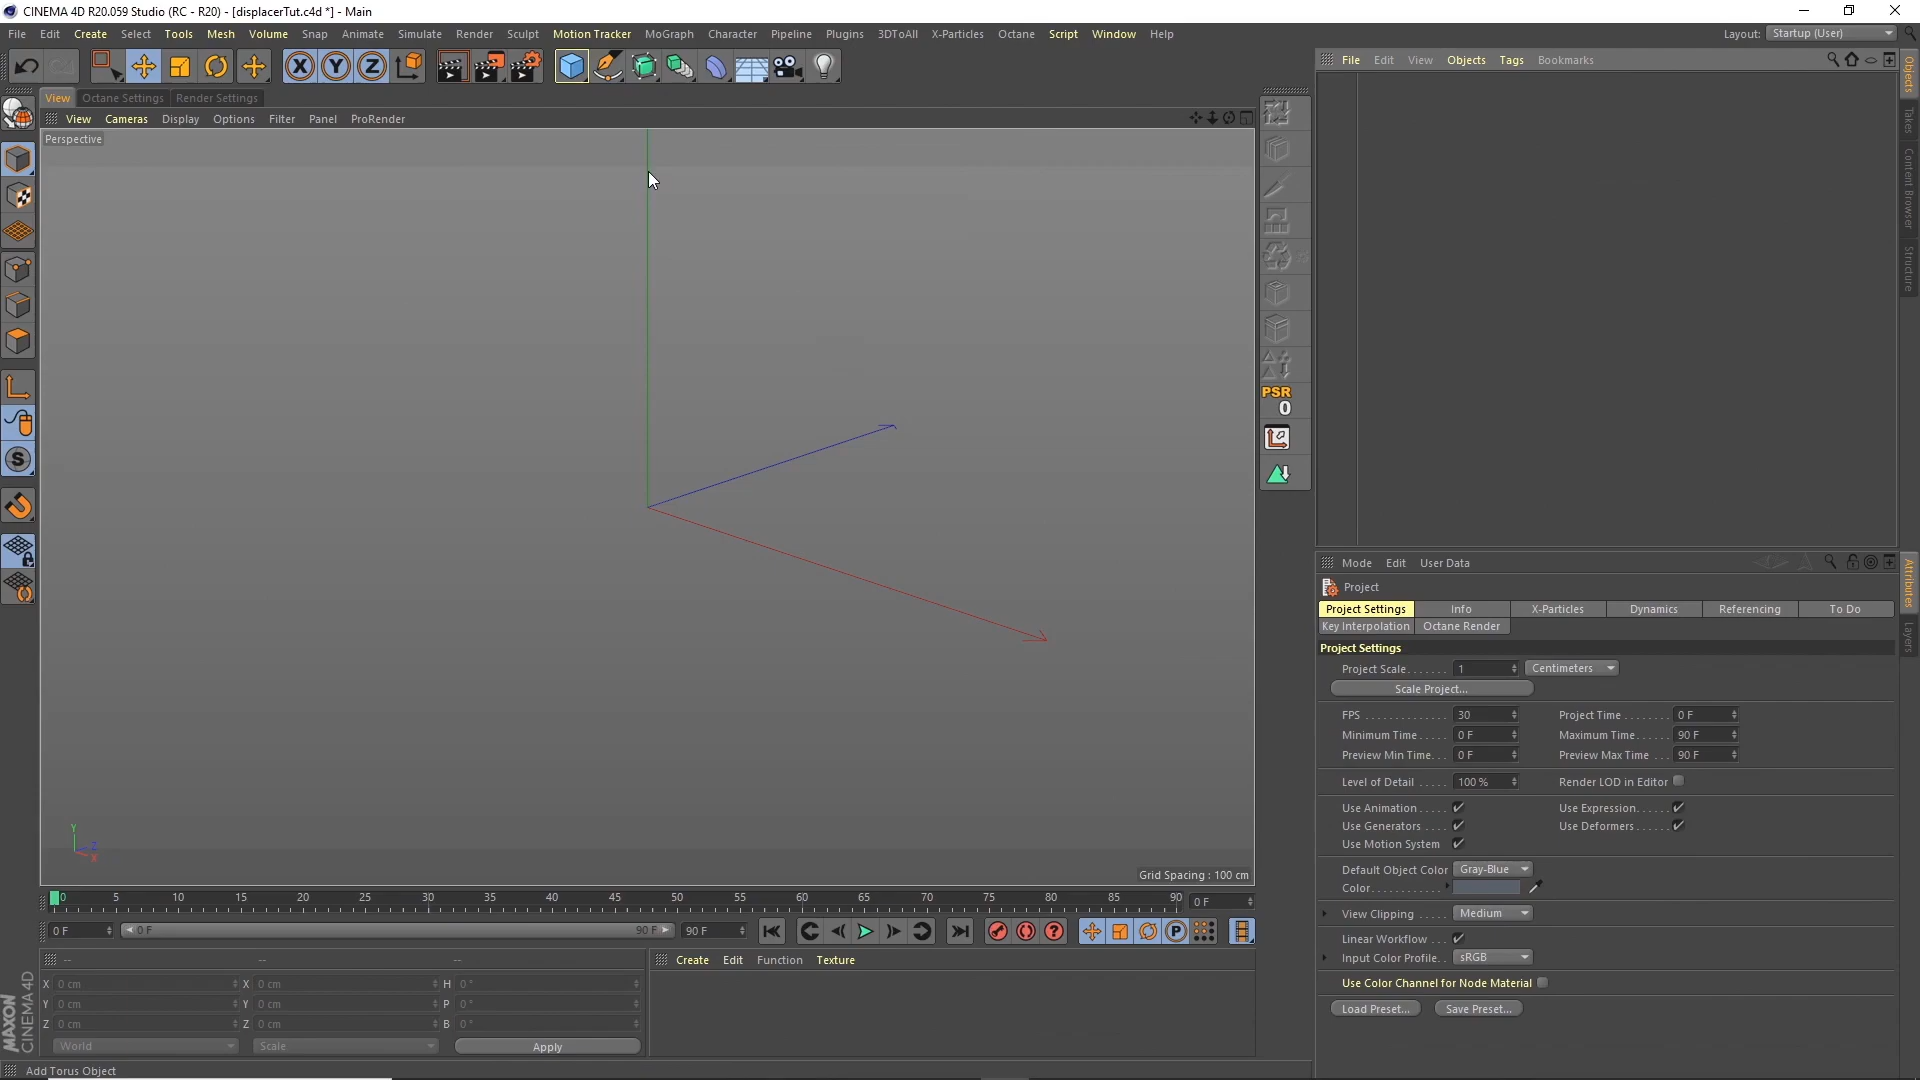 CINEMA 4D R20.059 Studio (RC - R20) - [displacerTut.c4d *] - Main
File Edit Create Select Tools Mesh Volume Snap Animate Simulate Render Sculpt Motion Tracker MoGraph Character Pipeline Plugins 3DToAll X-Particles Octane Script Window Help
Layout: Startup (User)
X Y Z
View Octane Settings Render Settings
View Cameras Display Options Filter Panel ProRender
Perspective
Y
Z
X
Grid Spacing : 100 cm
S
PSR
0
File Edit View Objects Tags Bookmarks
Objects
Takes
Content Browser
Structure
Mode Edit User Data
Attributes
Layers
Project
Project Settings Info X-Particles Dynamics Referencing To Do
Key Interpolation Octane Render
Project Settings
Project Scale....... 1 Centimeters
Scale Project...
FPS ............. 30 Project Time ........ 0 F
Minimum Time..... 0 F Maximum Time...... 90 F
Preview Min Time... 0 F Preview Max Time ... 90 F
Level of Detail ..... 100 % Render LOD in Editor
Use Animation ..... Use Expression......
Use Generators .... Use Deformers......
Use Motion System
Default Object Color Gray-Blue
Color............
View Clipping ..... Medium
Linear Workflow ...
Input Color Profile.. sRGB
Use Color Channel for Node Material
Load Preset... Save Preset...
0 5 10 15 20 25 30 35 40 45 50 55 60 65 70 75 80 85 90 0 F
0 F 0 F 90 F 90 F
? P
-- -- --
X 0 cm X 0 cm H 0 °
Y 0 cm Y 0 cm P 0 °
Z 0 cm Z 0 cm B 0 °
World Scale Apply
Create Edit Function Texture
MAXON
CINEMA 4D
Add Torus Object